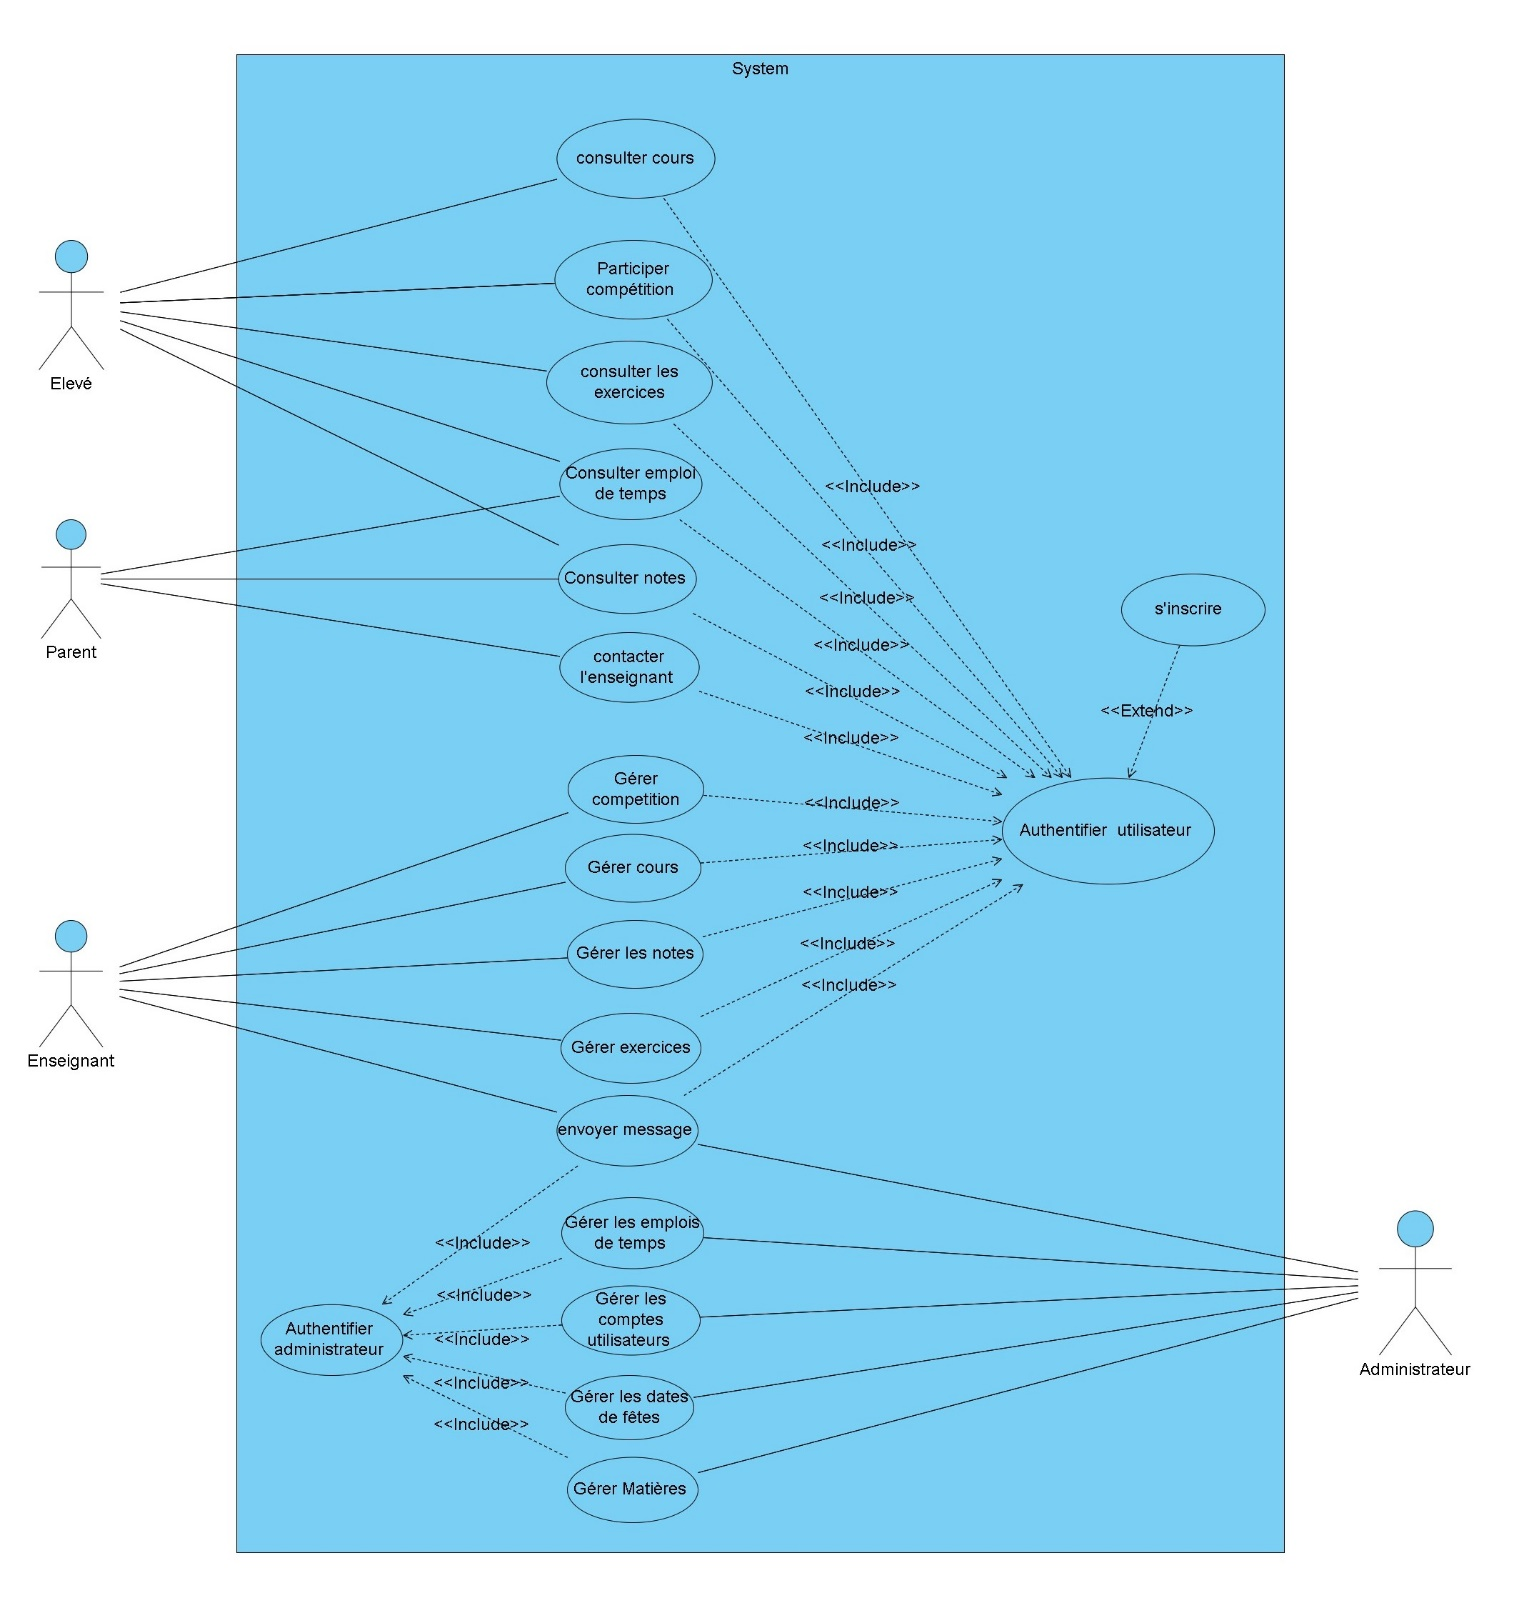 System
consulter cours
Participer
compétition
Elevé
consulter les
exercices
Consulter emploi
de temps
<<Include>>
<<Include>>
Consulter notes
<<Include>>
s'inscrire
Parent
<<Include>>
contacter
l'enseignant
<<Include>>
<<Extend>>
<<Include>>
Gérer
competition
<<Include>>
Authentifier  utilisateur
<<Include>>
Gérer cours
<<Include>>
Gérer les notes
<<Include>>
<<Include>>
Gérer exercices
Enseignant
envoyer message
Gérer les emplois
de temps
<<Include>>
<<Include>>
Gérer les
comptes
utilisateurs
Authentifier
administrateur
<<Include>>
Administrateur
<<Include>>
Gérer les dates
de fêtes
<<Include>>
Gérer Matières